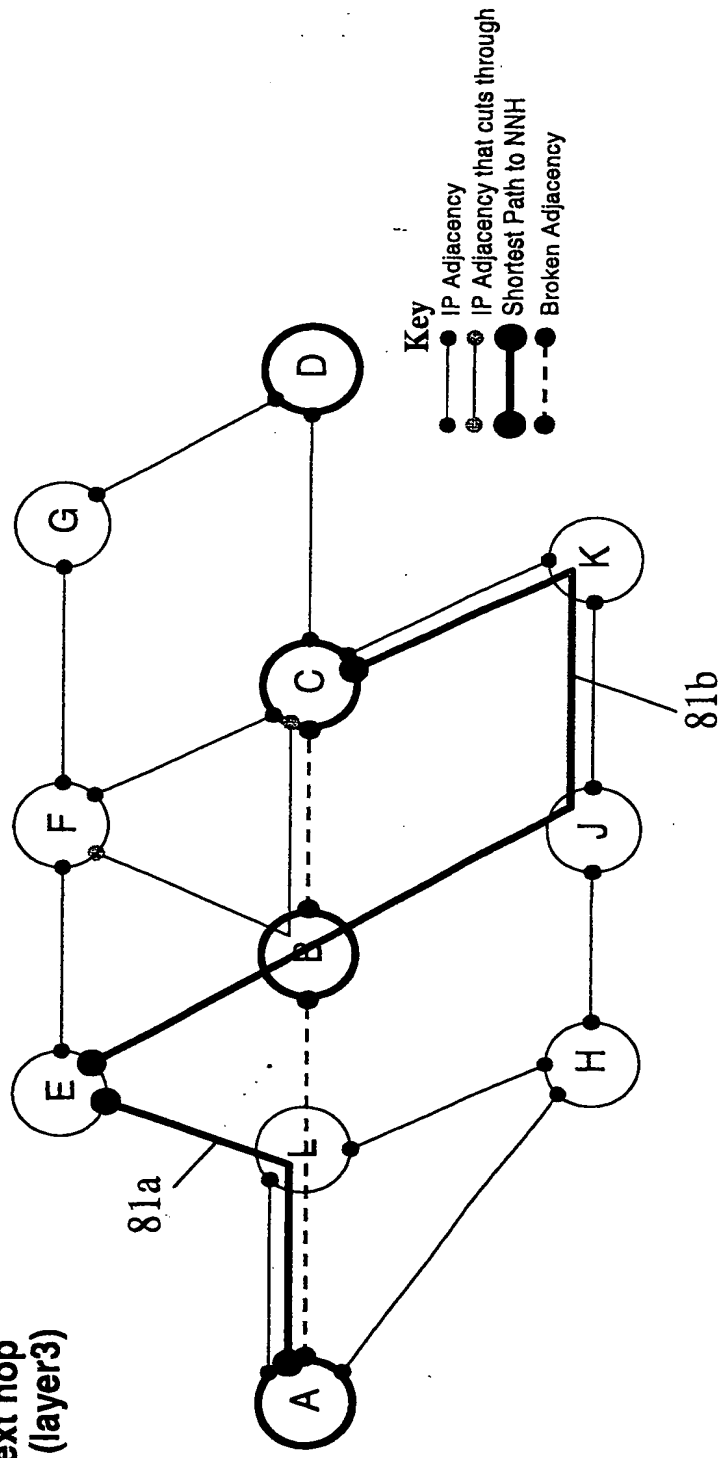 ext hop
(layer3)
Key
IP Adjacency
IP Adjacency that cuts through
Shortest Path to NNH
Broken Adjacency
E
F
G
81a
A
L
B
C
D
H
J
K
81b